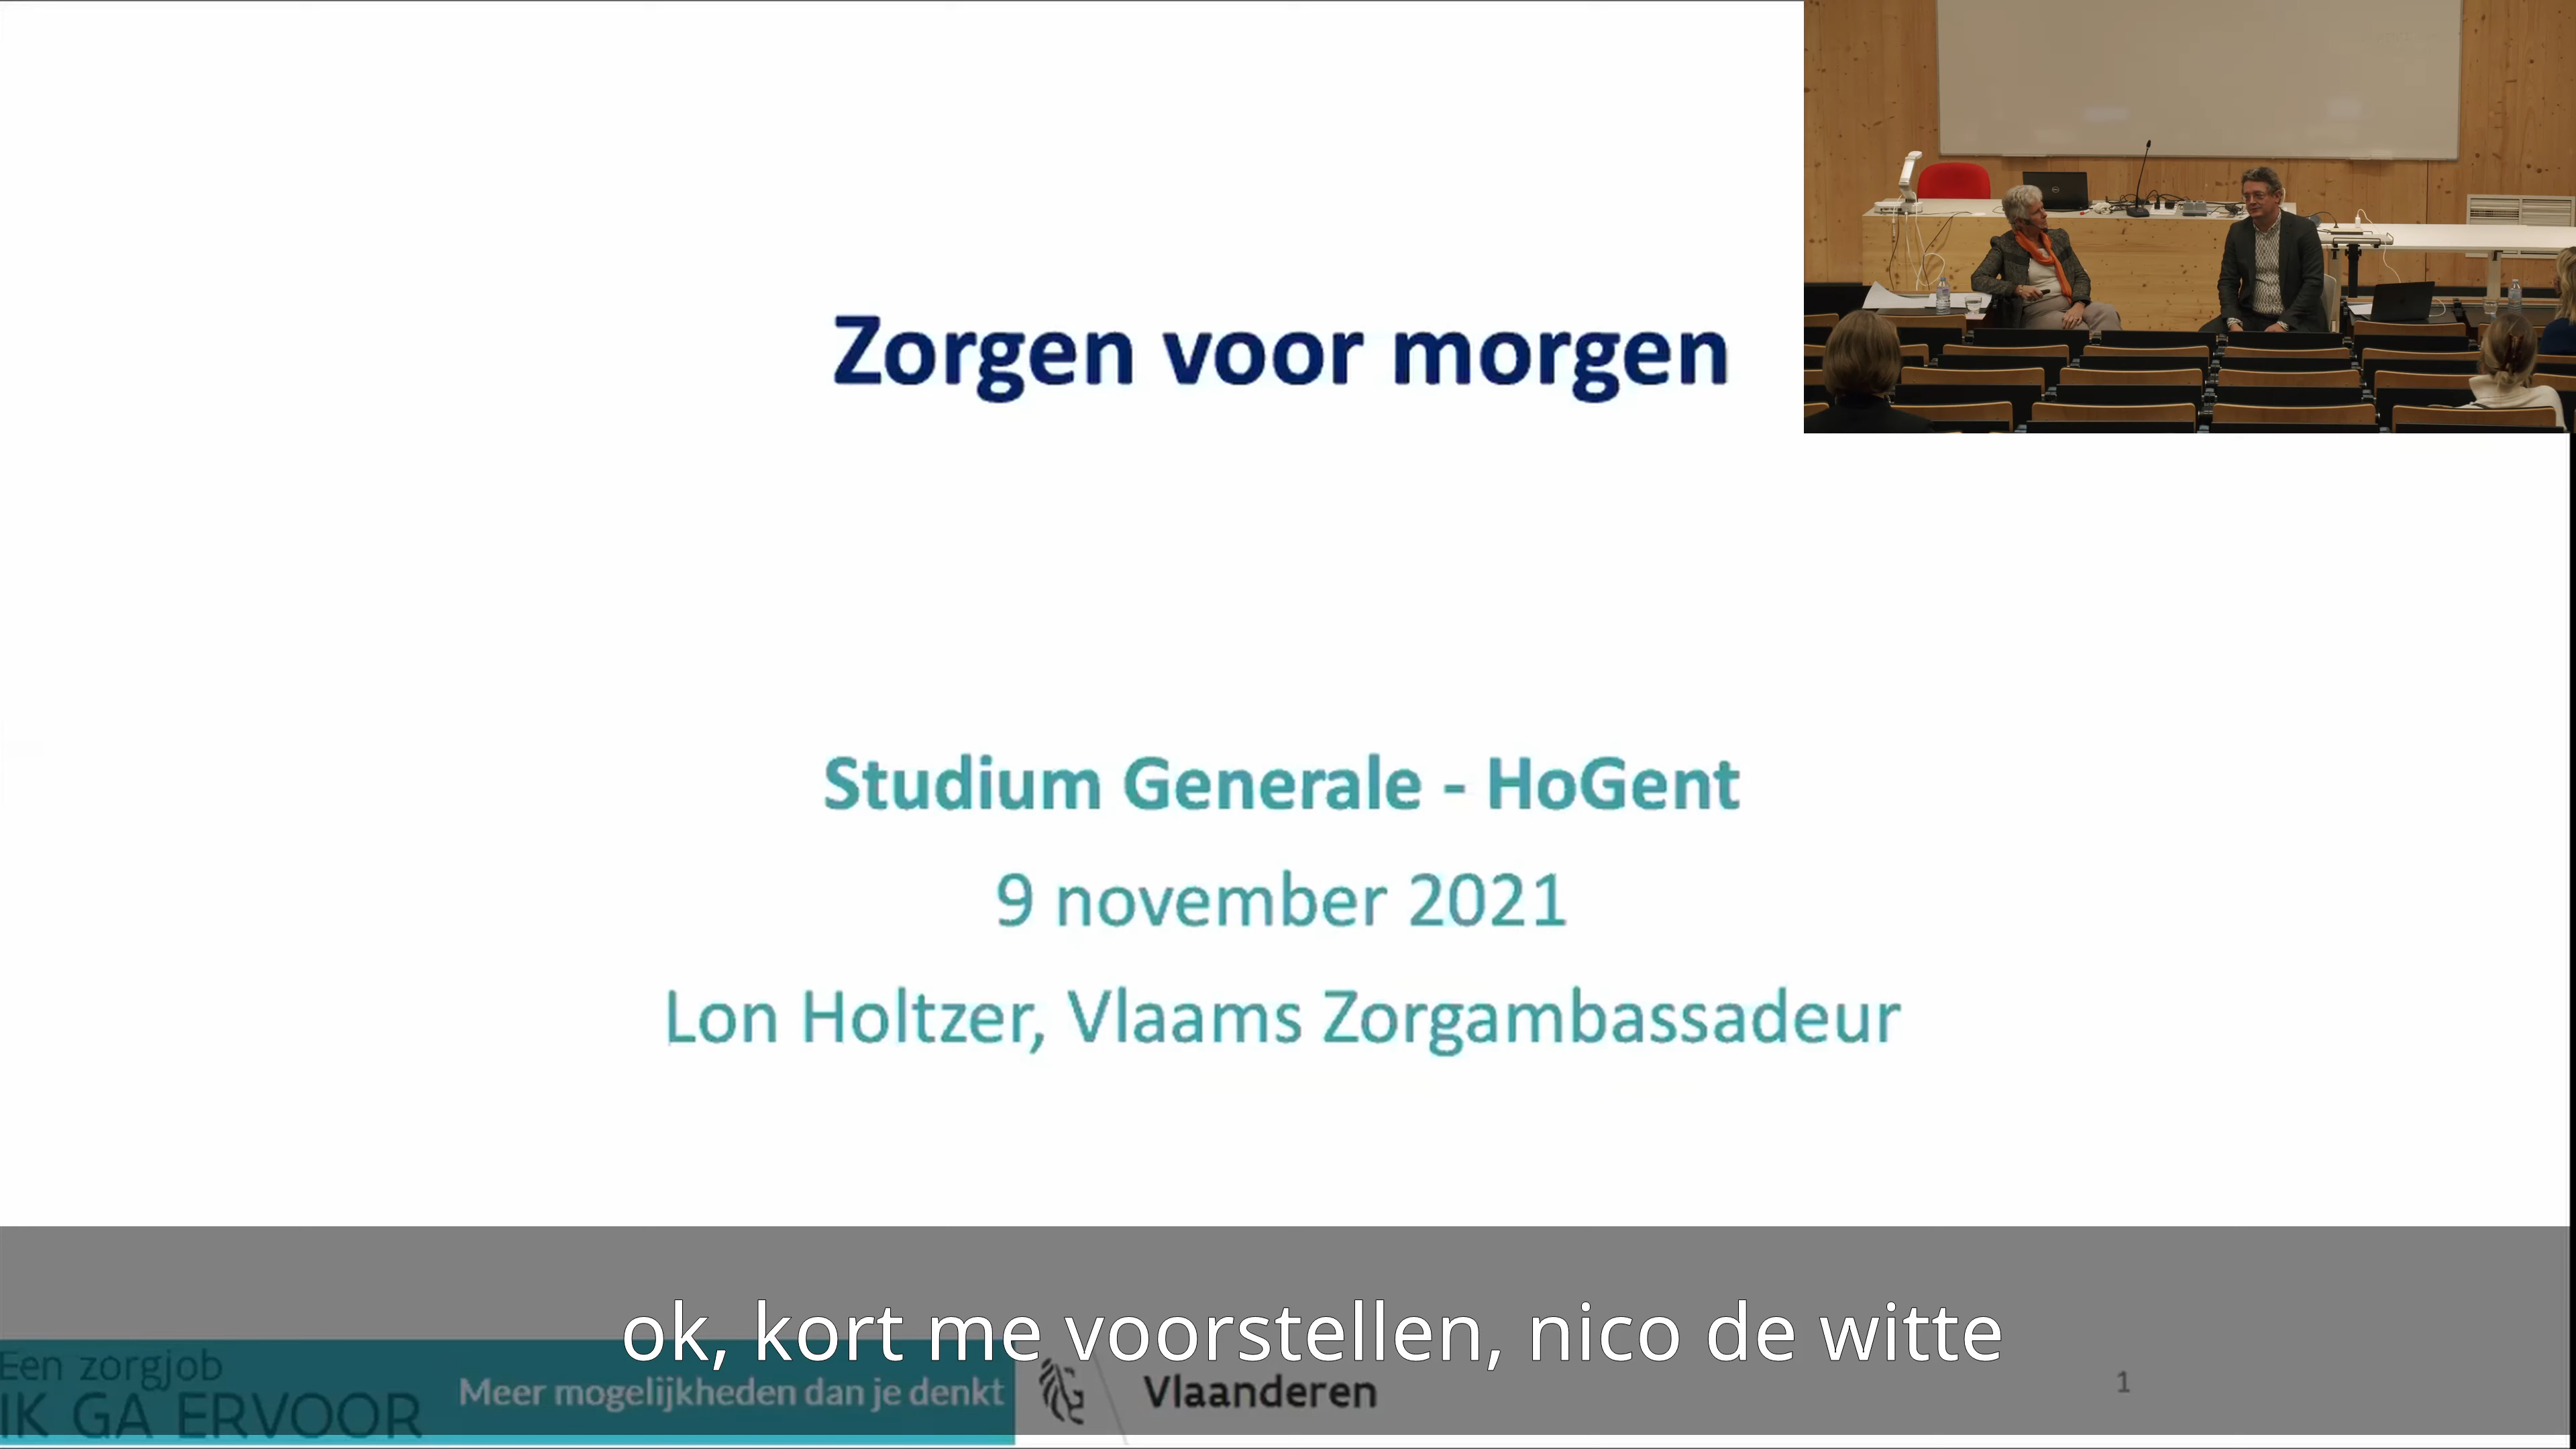 Zorgen voor morgen
Studium Generale - HoGent
9 november 2021
Lon Holtzer, Vlaams Zorgambassadeur
ok, kort me voorstellen, nico de witte
Een zorgjob
IK GA ERVOOR
Meer mogelijkheden dan je denkt
Vlaanderen
1